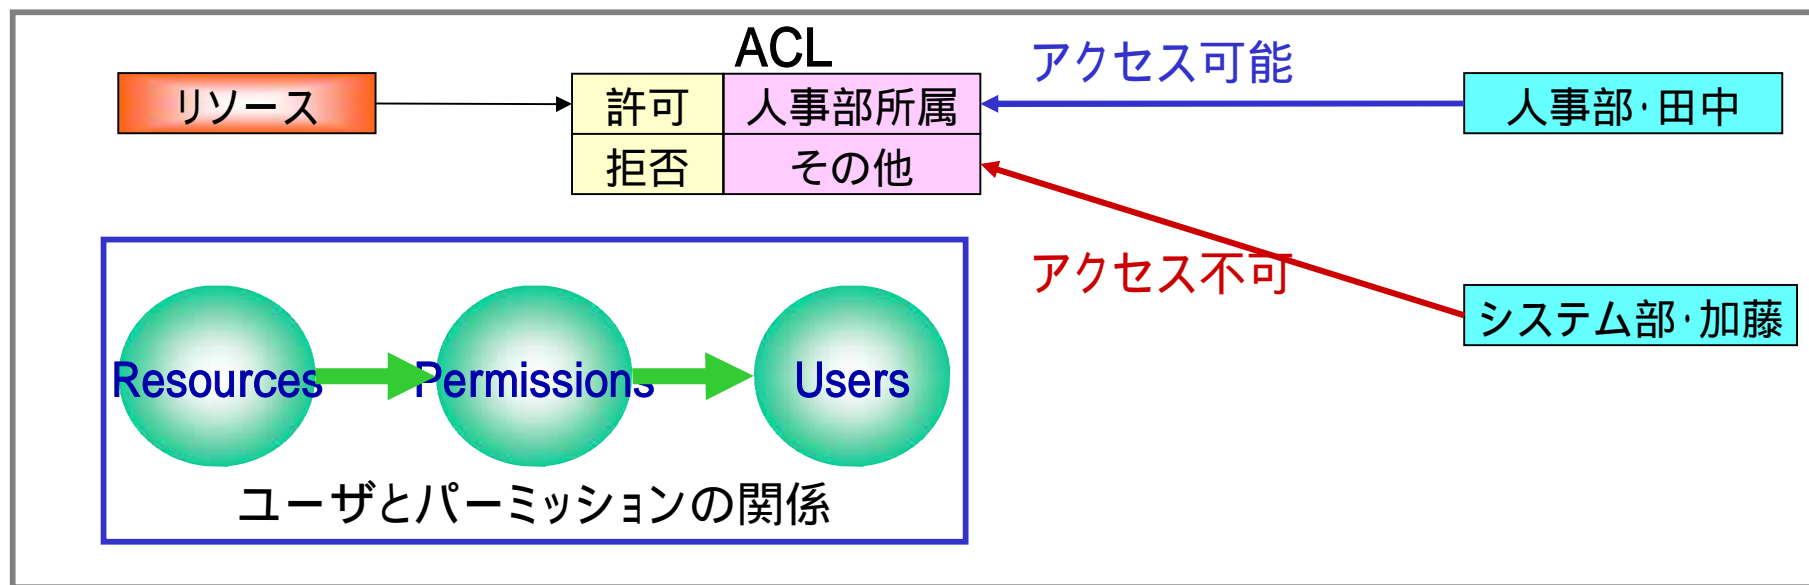 ACL
アクセス可能
リソース
許可 人事部所属
人事部・田中
拒否 その他
アクセス不可
システム部・加藤
Resources
Permissions
Users
ユーザとパーミッションの関係